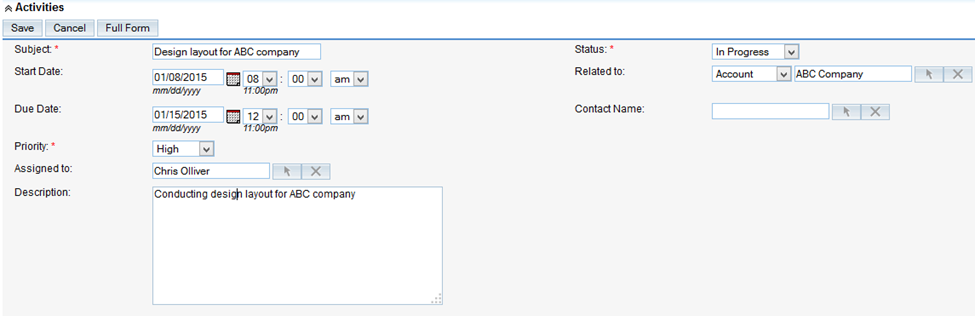 Activities
Save Cancel Full Form
Subject: * Design layout for ABC company Status: * In Progress
Start Date: 01/08/2015 08 : 00 am Related to: Account ABC Company
mm/dd/yyyy 11:00pm
Due Date: 01/15/2015 12 : 00 am Contact Name:
mm/dd/yyyy 11:00pm
Priority: * High
Assigned to: Chris Olliver
Description: Conducting design layout for ABC company